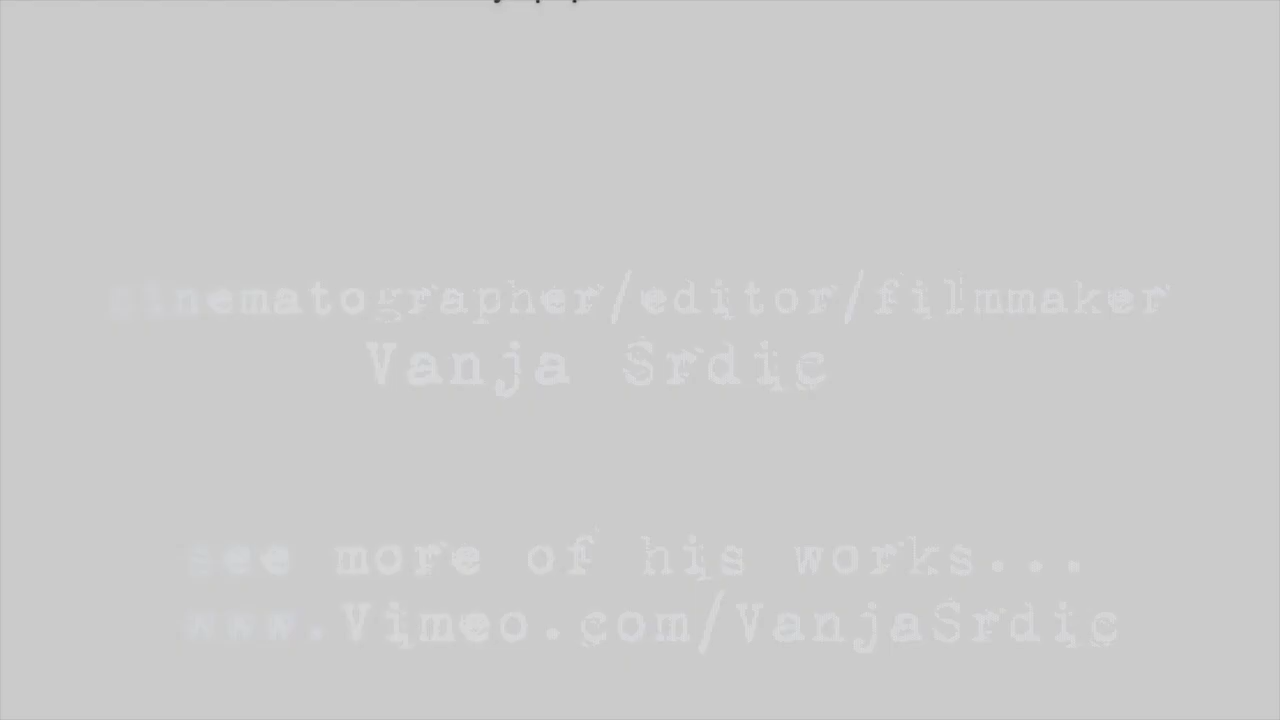 cinematographer/editor/filmmaker
Vanja Srdic
see more of his works...
www.Vimeo.com/VanjaSrdic